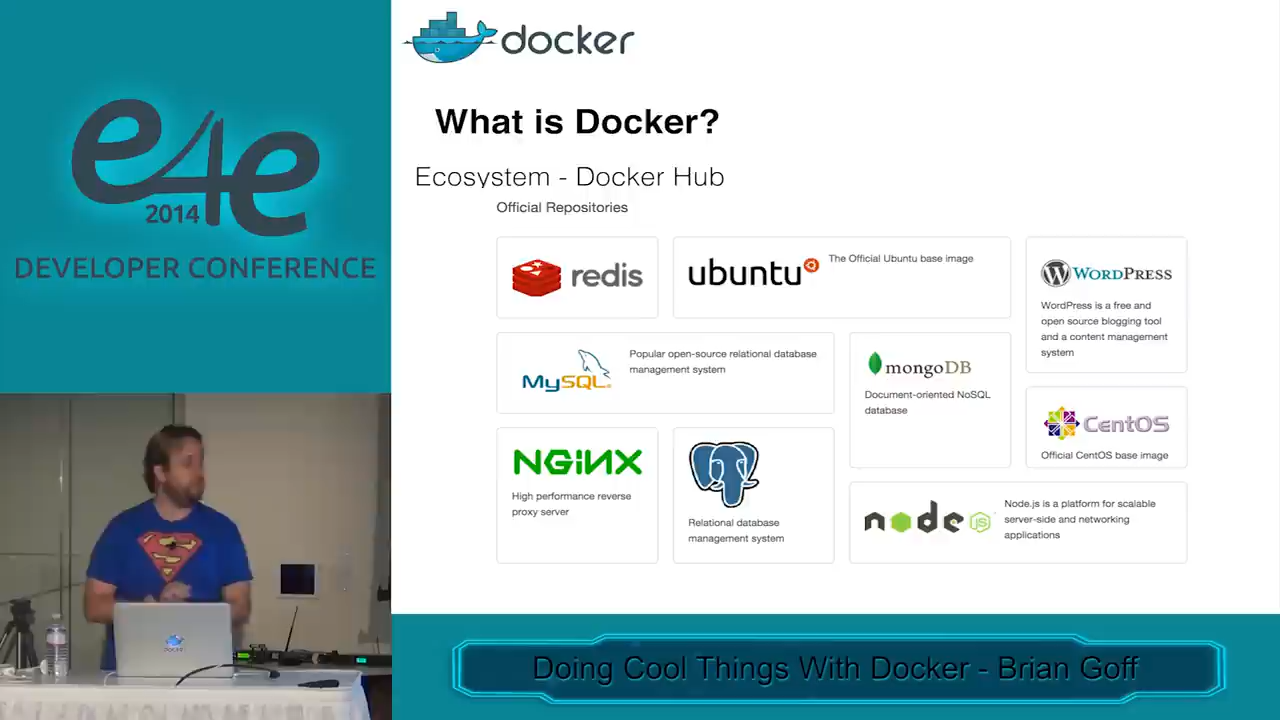 e4e
2014
DEVELOPER CONFERENCE
docker
What is Docker?
Ecosystem - Docker Hub
Official Repositories
redis
ubuntu
The Official Ubuntu base image
WORDPRESS
WordPress is a free and
open source blogging tool
and a content management
system
MySQL
Popular open-source relational database
management system
mongoDB
Document-oriented NoSQL
database
CentOS
Official CentOS base image
NGINX
High performance reverse
proxy server
Relational database
management system
node
JS
Node.js is a platform for scalable
server-side and networking
applications
Doing Cool Things With Docker - Brian Goff